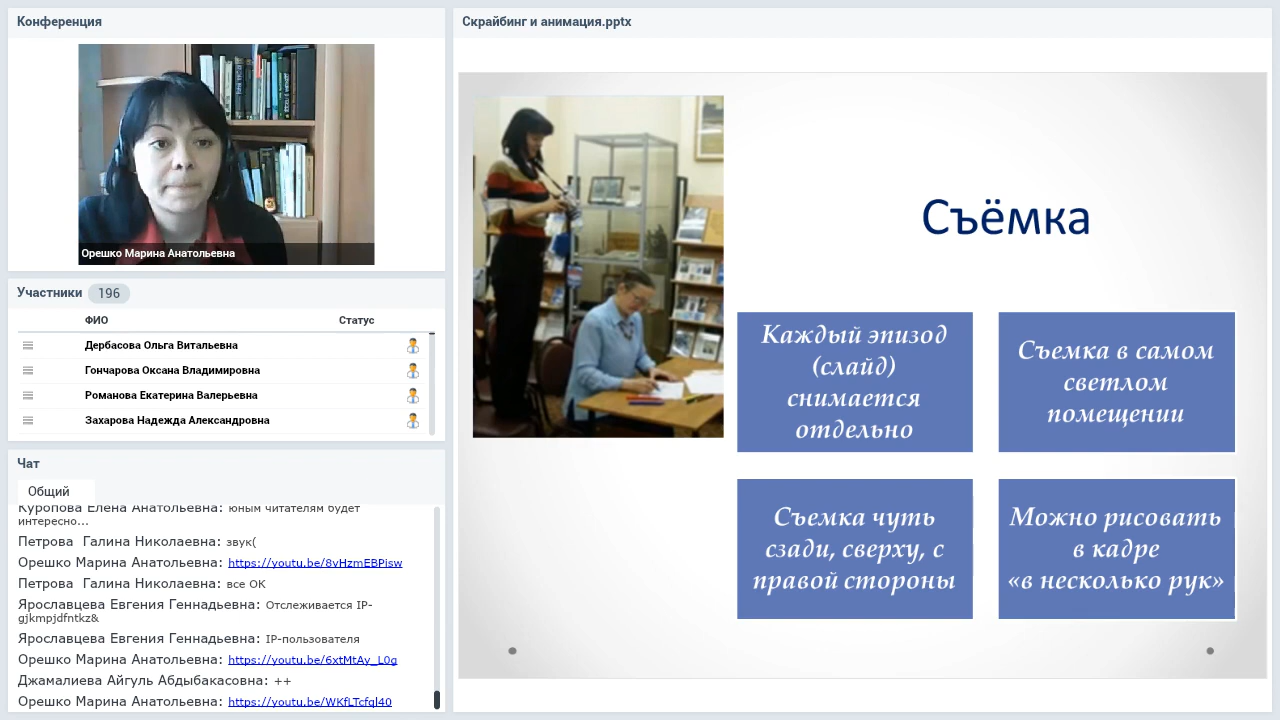 Конференция
Орешко Марина Анатольевна
Участники 196
ФИО Статус
Дербасова Ольга Витальевна
Гончарова Оксана Владимировна
Романова Екатерина Валерьевна
Захарова Надежда Александровна
Чат
Общий
Куропова Елена Анатольевна: юным читателям будет
интересно...
Петрова Галина Николаевна: звук(
Орешко Марина Анатольевна: https://youtu.be/8vHzmEBPisw
Петрова Галина Николаевна: все ОК
Ярославцева Евгения Геннадьевна: Отслеживается IP-
gjkmpjdfntkz&
Ярославцева Евгения Геннадьевна: IP-пользователя
Орешко Марина Анатольевна: https://youtu.be/6xtMtAy_L0g
Джамалиева Айгуль Абдыбакасовна: ++
Орешко Марина Анатольевна: https://youtu.be/WKfLTcfql40
Скрайбинг и анимация.pptx
Съёмка
Каждый эпизод
(слайд)
снимается
отдельно
Съемка в самом
светлом
помещении
Съемка чуть
сзади, сверху, с
правой стороны
Можно рисовать
в кадре
«в несколько рук»